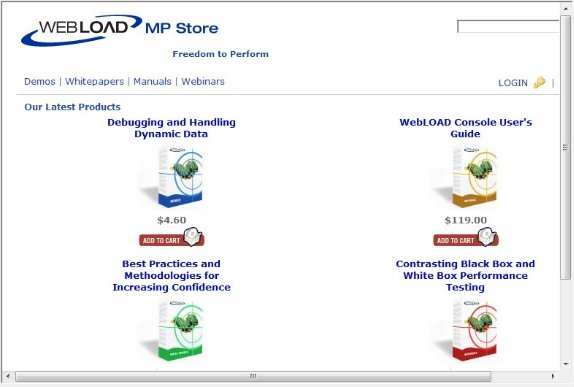 WEBLOAD MP Store
Freedom to Perform
Demos | Whitepapers | Manuals | Webinars
LOGIN |
Our Latest Products
Debugging and Handling
Dynamic Data
$4.60
ADD TO CART
WebLOAD Console User's
Guide
$119.00
ADD TO CART
Best Practices and
Methodologies for
Increasing Confidence
Contrasting Black Box and
White Box Performance
Testing